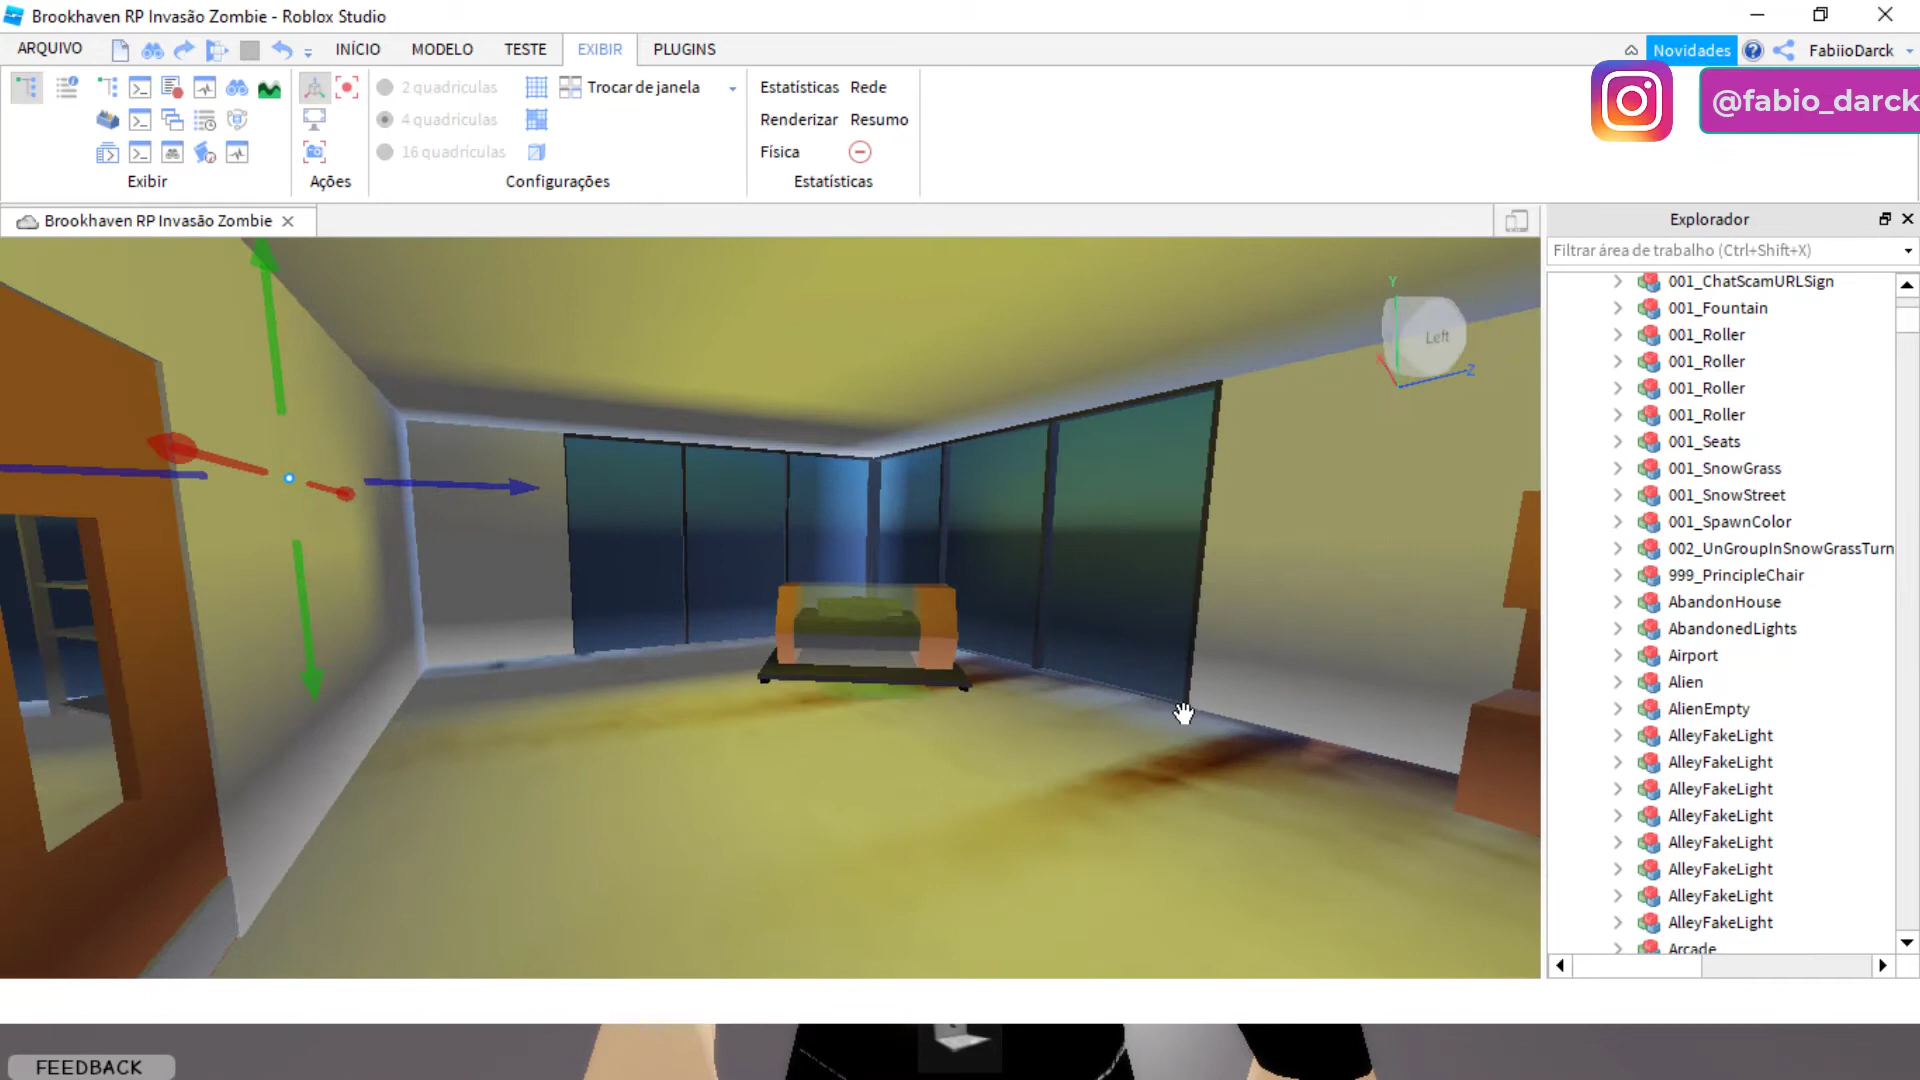 Brookhaven RP Invasão Zombie - Roblox Studio
ARQUIVO INÍCIO MODELO TESTE EXIBIR PLUGINS Novidades FabiioDarck
2 quadriculas Trocar de janela Estatísticas Rede
@fabio_darck
4 quadriculas Renderizar Resumo
16 quadrículas Física
Exibir Ações Configurações Estatísticas
Brookhaven RP Invasão Zombie
Explorador
Filtrar área de trabalho (Ctrl+Shift+X)
001_ChatScamURLSign
001_Fountain
001_Roller
001_Roller
001_Roller
001_Roller
001_Seats
001_SnowGrass
001_SnowStreet
001_SpawnColor
002_UnGroupInSnowGrassTurn
999_PrincipleChair
AbandonHouse
AbandonedLights
Airport
Alien
AlienEmpty
AlleyFakeLight
AlleyFakeLight
AlleyFakeLight
AlleyFakeLight
AlleyFakeLight
AlleyFakeLight
AlleyFakeLight
AlleyFakeLight
Arcade
Y
Left
Z
FEEDBACK